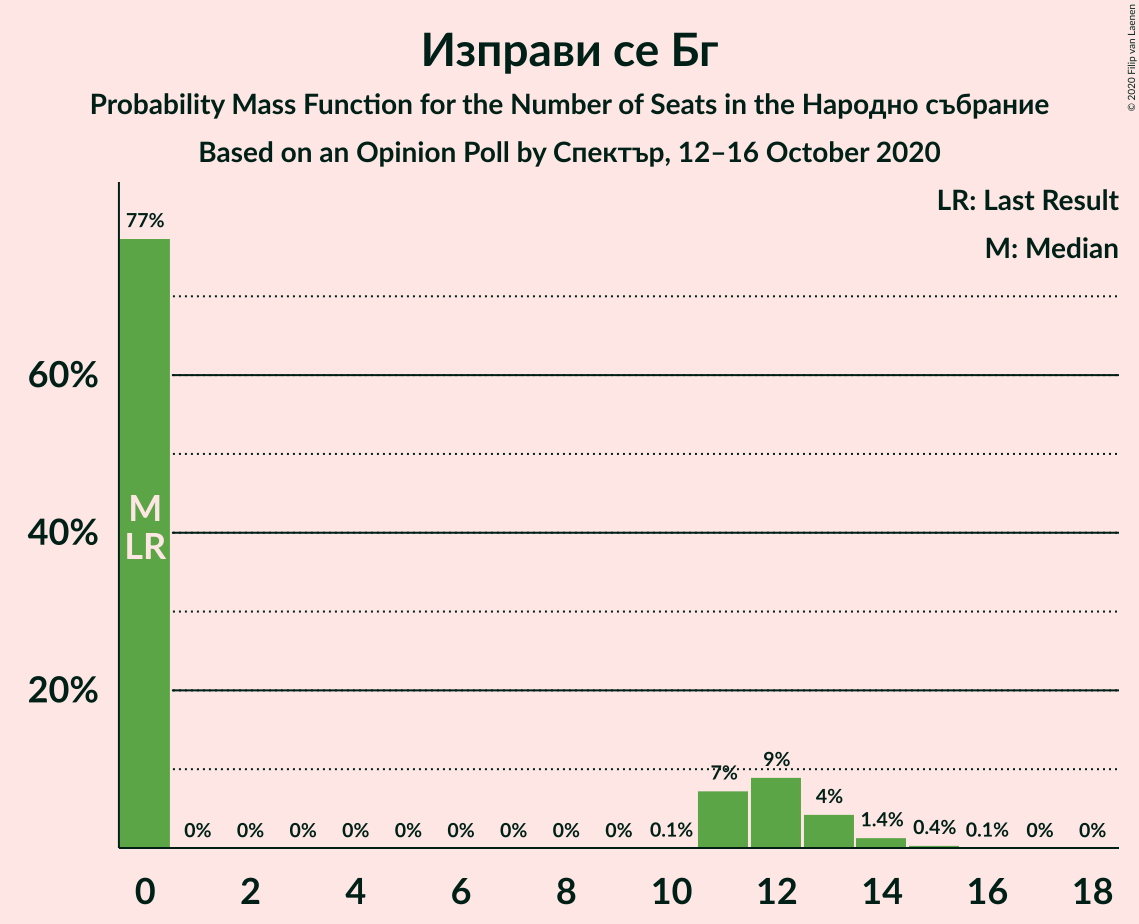 Изправи се Бг
Probability Mass Function for the Number of Seats in the Народно събрание
Based on an Opinion Poll by Спектър, 12–16 October 2020
© 2020 Filip van Laenen
LR: Last Result
M: Median
77%
60%
40%
20%
M
LR
0% 0% 0% 0% 0% 0% 0% 0% 0% 0.1% 7% 9% 4% 1.4% 0.4% 0.1% 0% 0%
0 2 4 6 8 10 12 14 16 18